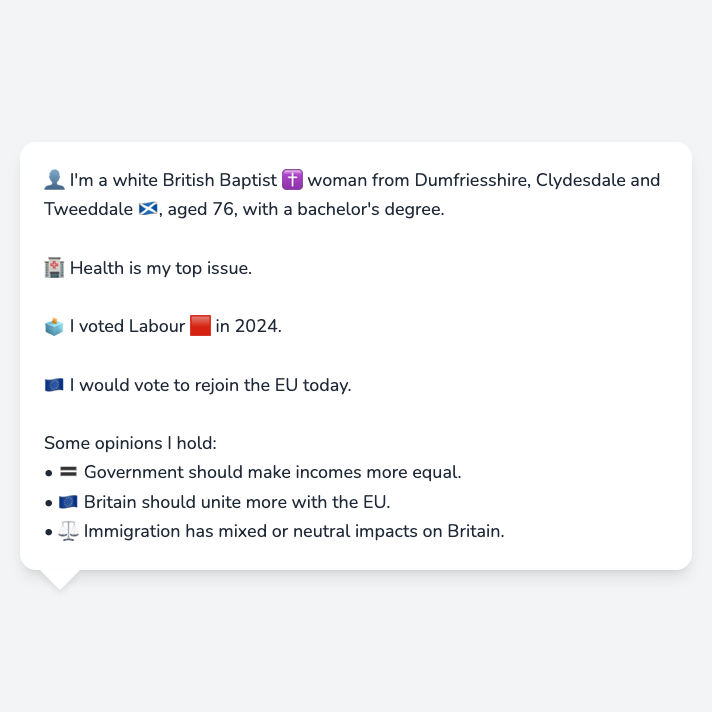 👤 I'm a white British Baptist ✝️ woman from Dumfriesshire, Clydesdale and
Tweeddale 🏴󠁧󠁢󠁳󠁣󠁴󠁿, aged 76, with a bachelor's degree.
🏥 Health is my top issue.
🗳️ I voted Labour 🟥 in 2024.
🇪🇺 I would vote to rejoin the EU today.
Some opinions I hold:
• 🟰 Government should make incomes more equal.
• 🇪🇺 Britain should unite more with the EU.
• ⚖️ Immigration has mixed or neutral impacts on Britain.